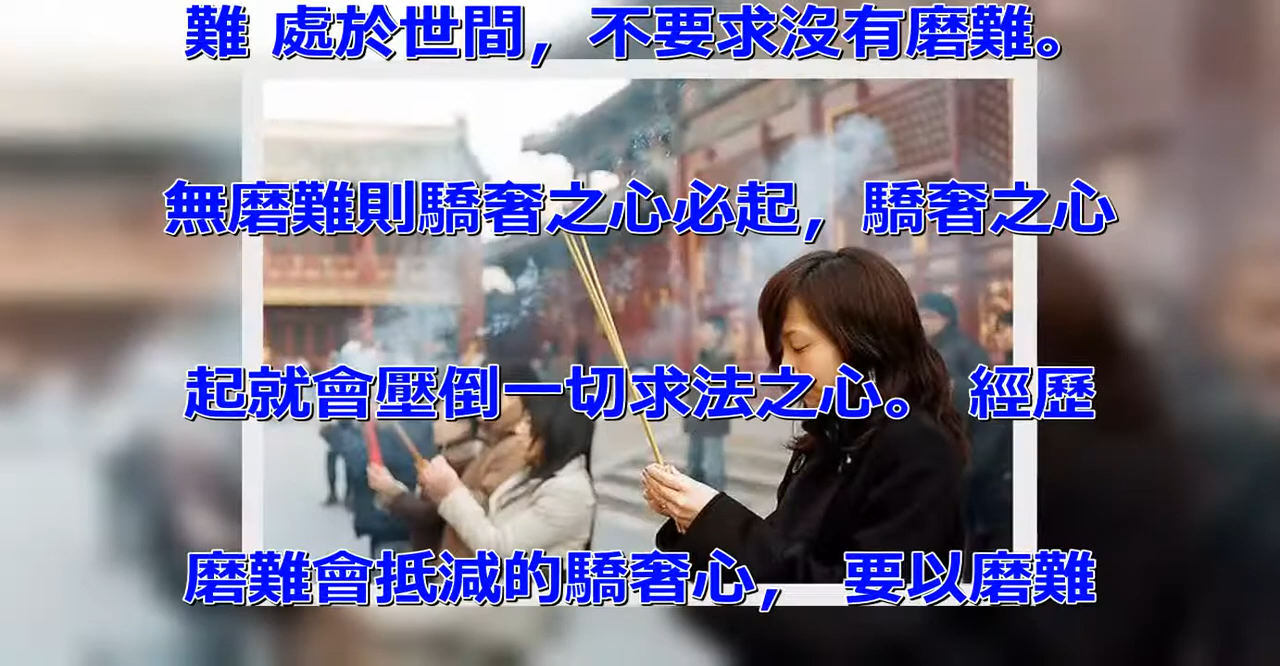 難 處於世間，不要求沒有磨難。
無磨難則驕奢之心必起，驕奢之心
起就會壓倒一切求法之心。 經歷
磨難會抵減的驕奢心， 要以磨難